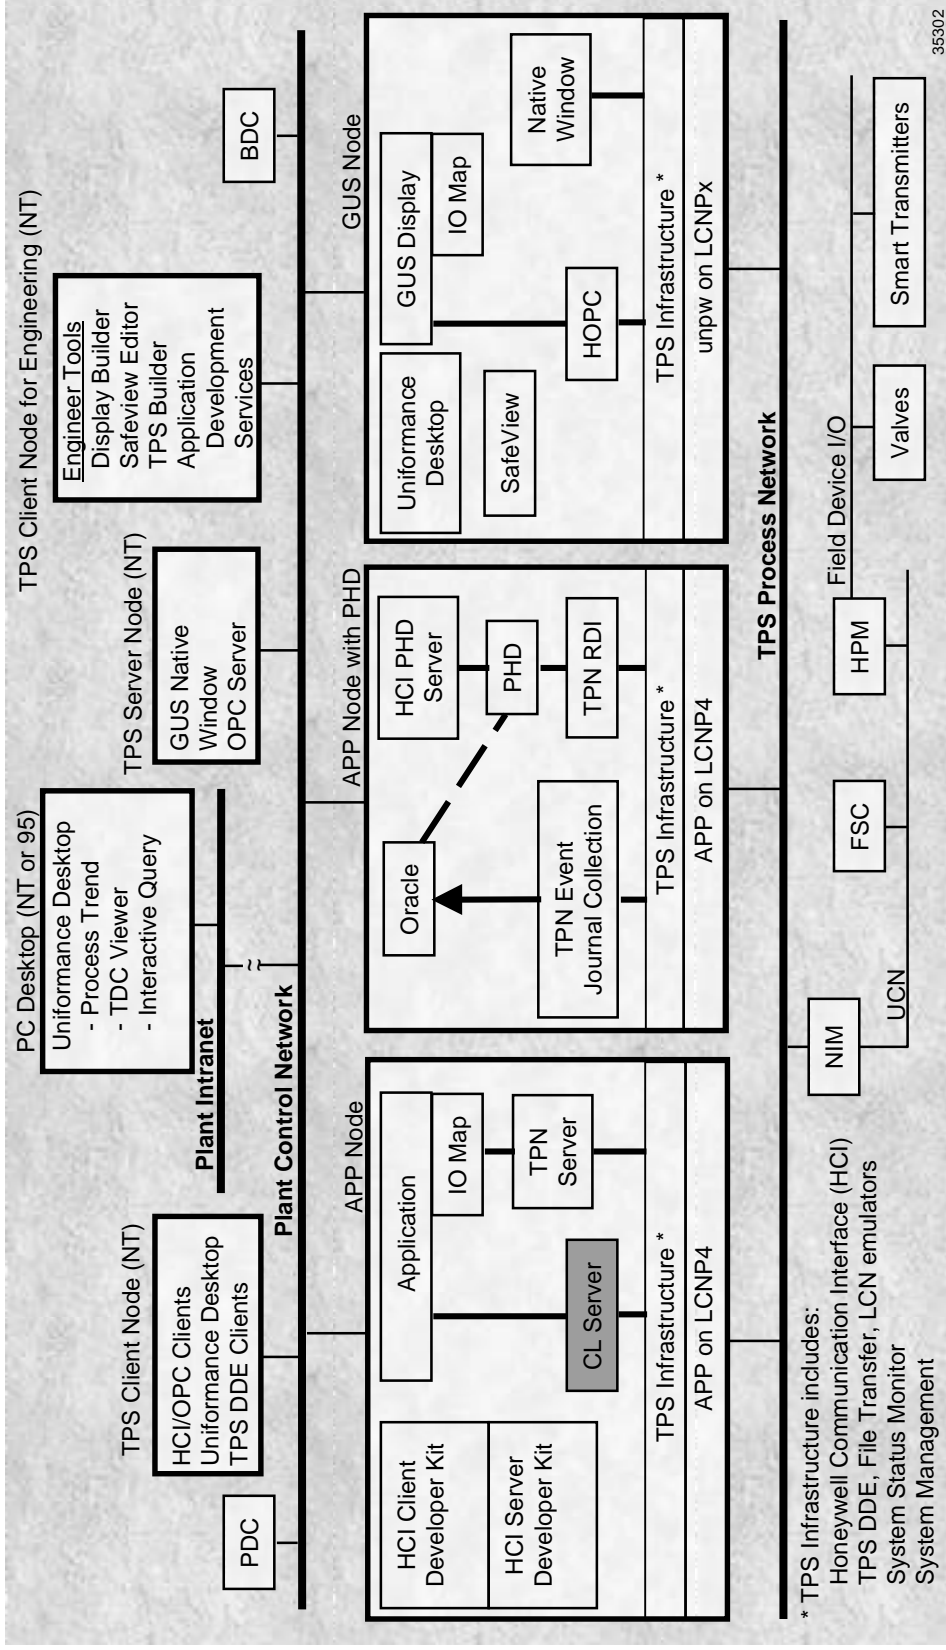 PC Desktop (NT or 95)
Uniformance Desktop
- Process Trend
- TDC Viewer
- Interactive Query
TPS Client Node for Engineering (NT)
Engineer Tools
Display Builder
Safeview Editor
TPS Builder
Application
Development
Services
TPS Client Node (NT)
HCI/OPC Clients
Uniformance Desktop
TPS DDE Clients
TPS Server Node (NT)
GUS Native
Window
OPC Server
PDC
BDC
Plant Intranet
≈
Plant Control Network
APP Node
HCI Client
Developer Kit
HCI Server
Developer Kit
Application
IO Map
CL Server
TPN
Server
TPS Infrastructure *
APP on LCNP4
APP Node with PHD
Oracle
HCI PHD
Server
PHD
TPN Event
Journal Collection
TPN RDI
TPS Infrastructure *
APP on LCNP4
GUS Node
Uniformance
Desktop
GUS Display
IO Map
SafeView
HOPC
Native
Window
TPS Infrastructure *
unpw on LCNPx
TPS Process Network
* TPS Infrastructure includes:
Honeywell Communication Interface (HCI)
TPS DDE, File Transfer, LCN emulators
System Status Monitor
System Management
NIM
UCN
FSC
HPM
Field Device I/O
Valves
Smart Transmitters
35302